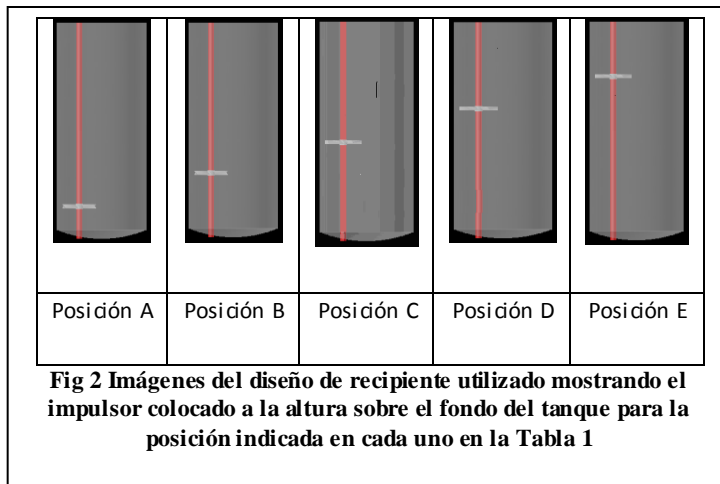 Posición A
Posición B
Posición C
Posición D
Posición E
Fig 2 Imágenes del diseño de recipiente utilizado mostrando el
impulsor colocado a la altura sobre el fondo del tanque para la
posición indicada en cada uno en la Tabla 1